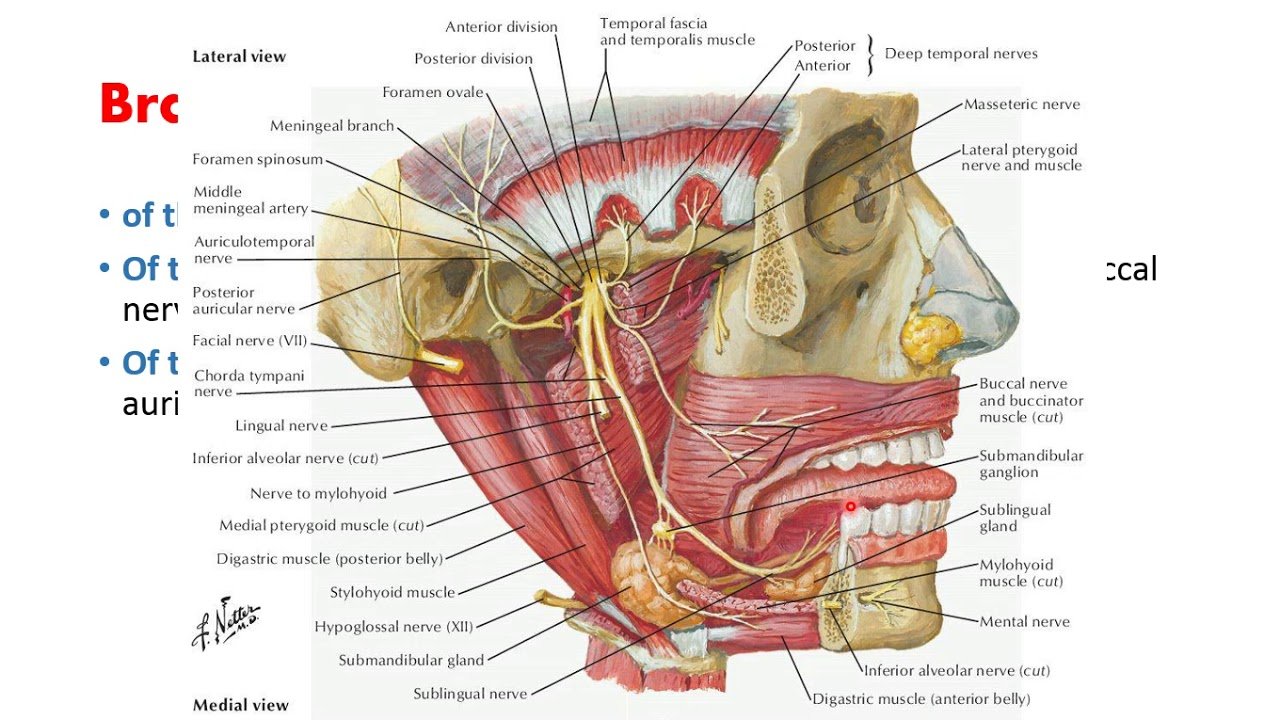 Lateral view
Anterior division
Posterior division
Foramen ovale
Meningeal branch
Foramen spinosum
Middle
meningeal artery
Auriculotemporal
nerve
Posterior
auricular nerve
Facial nerve (VII)
Chorda tympani
nerve
Lingual nerve
Inferior alveolar nerve (cut)
Nerve to mylohyoid
Medial pterygoid muscle (cut)
Digastric muscle (posterior belly)
Stylohyoid muscle
Hypoglossal nerve (XII)
Submandibular gland
Sublingual nerve
Medial view
Temporal fascia
and temporalis muscle
Posterior
Anterior
Deep temporal nerves
Masseteric nerve
Lateral pterygoid
nerve and muscle
Buccal nerve
and buccinator
muscle (cut)
Submandibular
ganglion
Sublingual
gland
Mylohyoid
muscle (cut)
Mental nerve
Inferior alveolar nerve (cut)
Digastric muscle (anterior belly)
F. Netter
M.D.
• of
• Of